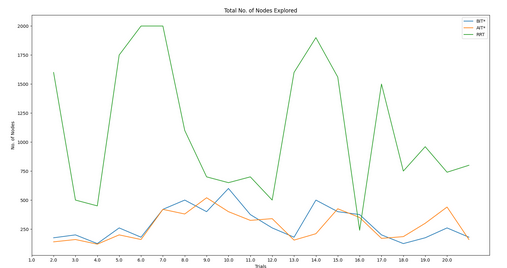 Total No. of Nodes Explored
BIT*
AIT*
RRT
2000
1750
1500
1250
1000
750
500
250
No. of Nodes
1.0 2.0 3.0 4.0 5.0 6.0 7.0 8.0 9.0 10.0 11.0 12.0 13.0 14.0 15.0 16.0 17.0 18.0 19.0 20.0
Trials